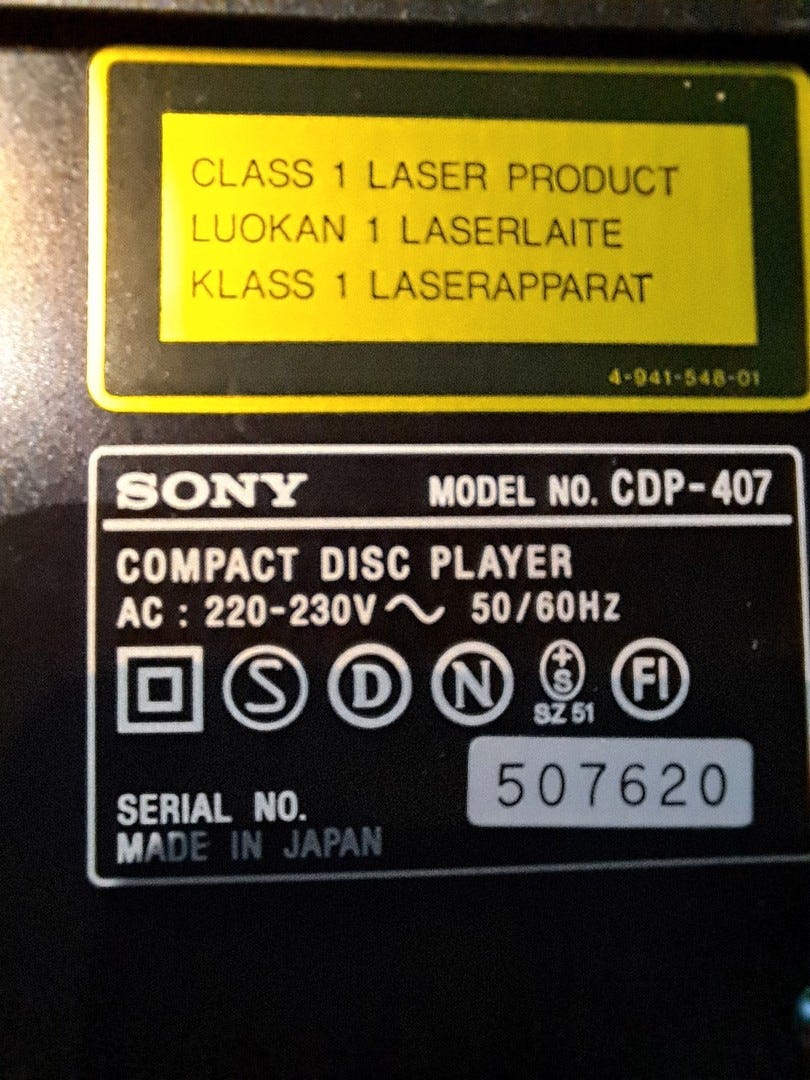 CLASS 1 LASER PRODUCT
LUOKAN 1 LASERLAITE
KLASS 1 LASERAPPARAT
4-941-548-01
SONY MODEL NO. CDP-407
COMPACT DISC PLAYER
AC : 220-230V～ 50/60HZ
S D N +S FI
SZ 51
507620
SERIAL NO.
MADE IN JAPAN